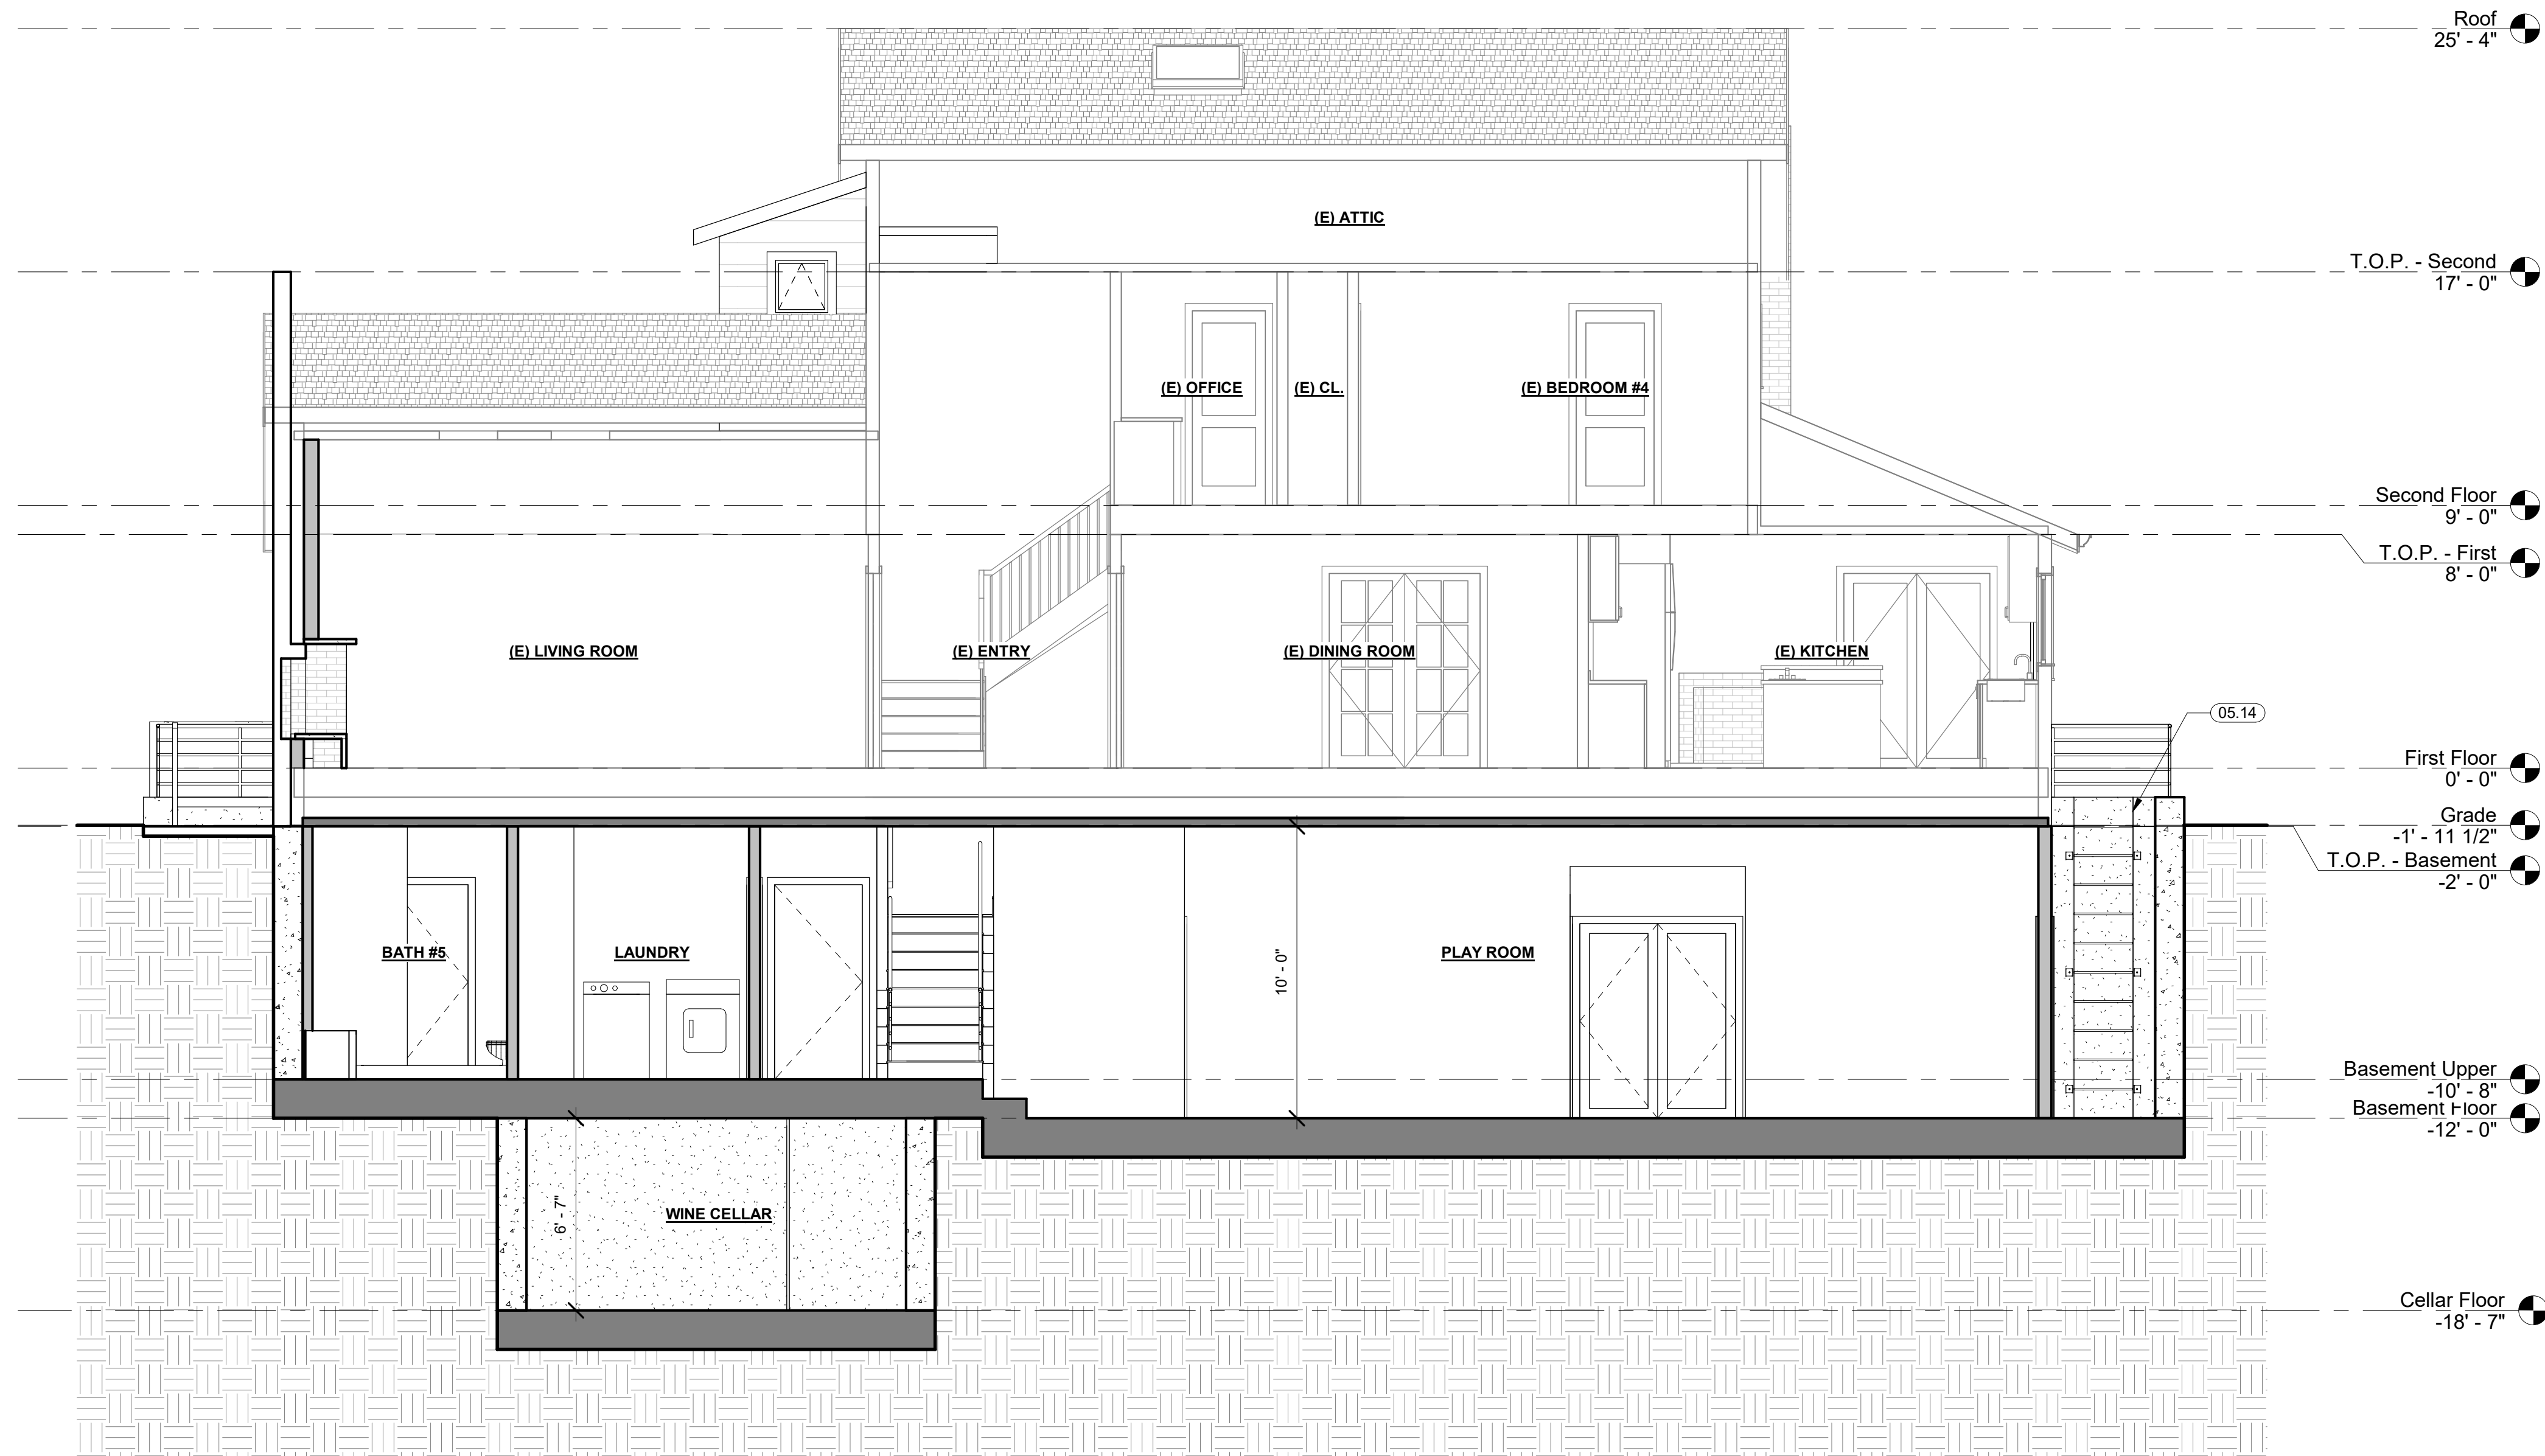 Roof
25' - 4"
(E) ATTIC
T.O.P. - Second
17' - 0"
(E) OFFICE
(E) CL.
(E) BEDROOM #4
Second Floor
9' - 0"
T.O.P. - First
8' - 0"
(E) LIVING ROOM
(E) ENTRY
(E) DINING ROOM
(E) KITCHEN
05.14
First Floor
0' - 0"
Grade
-1' - 11 1/2"
T.O.P. - Basement
-2' - 0"
BATH #5
LAUNDRY
10' - 0"
PLAY ROOM
Basement Upper
-10' - 8"
Basement Floor
-12' - 0"
6' - 7"
WINE CELLAR
Cellar Floor
-18' - 7"